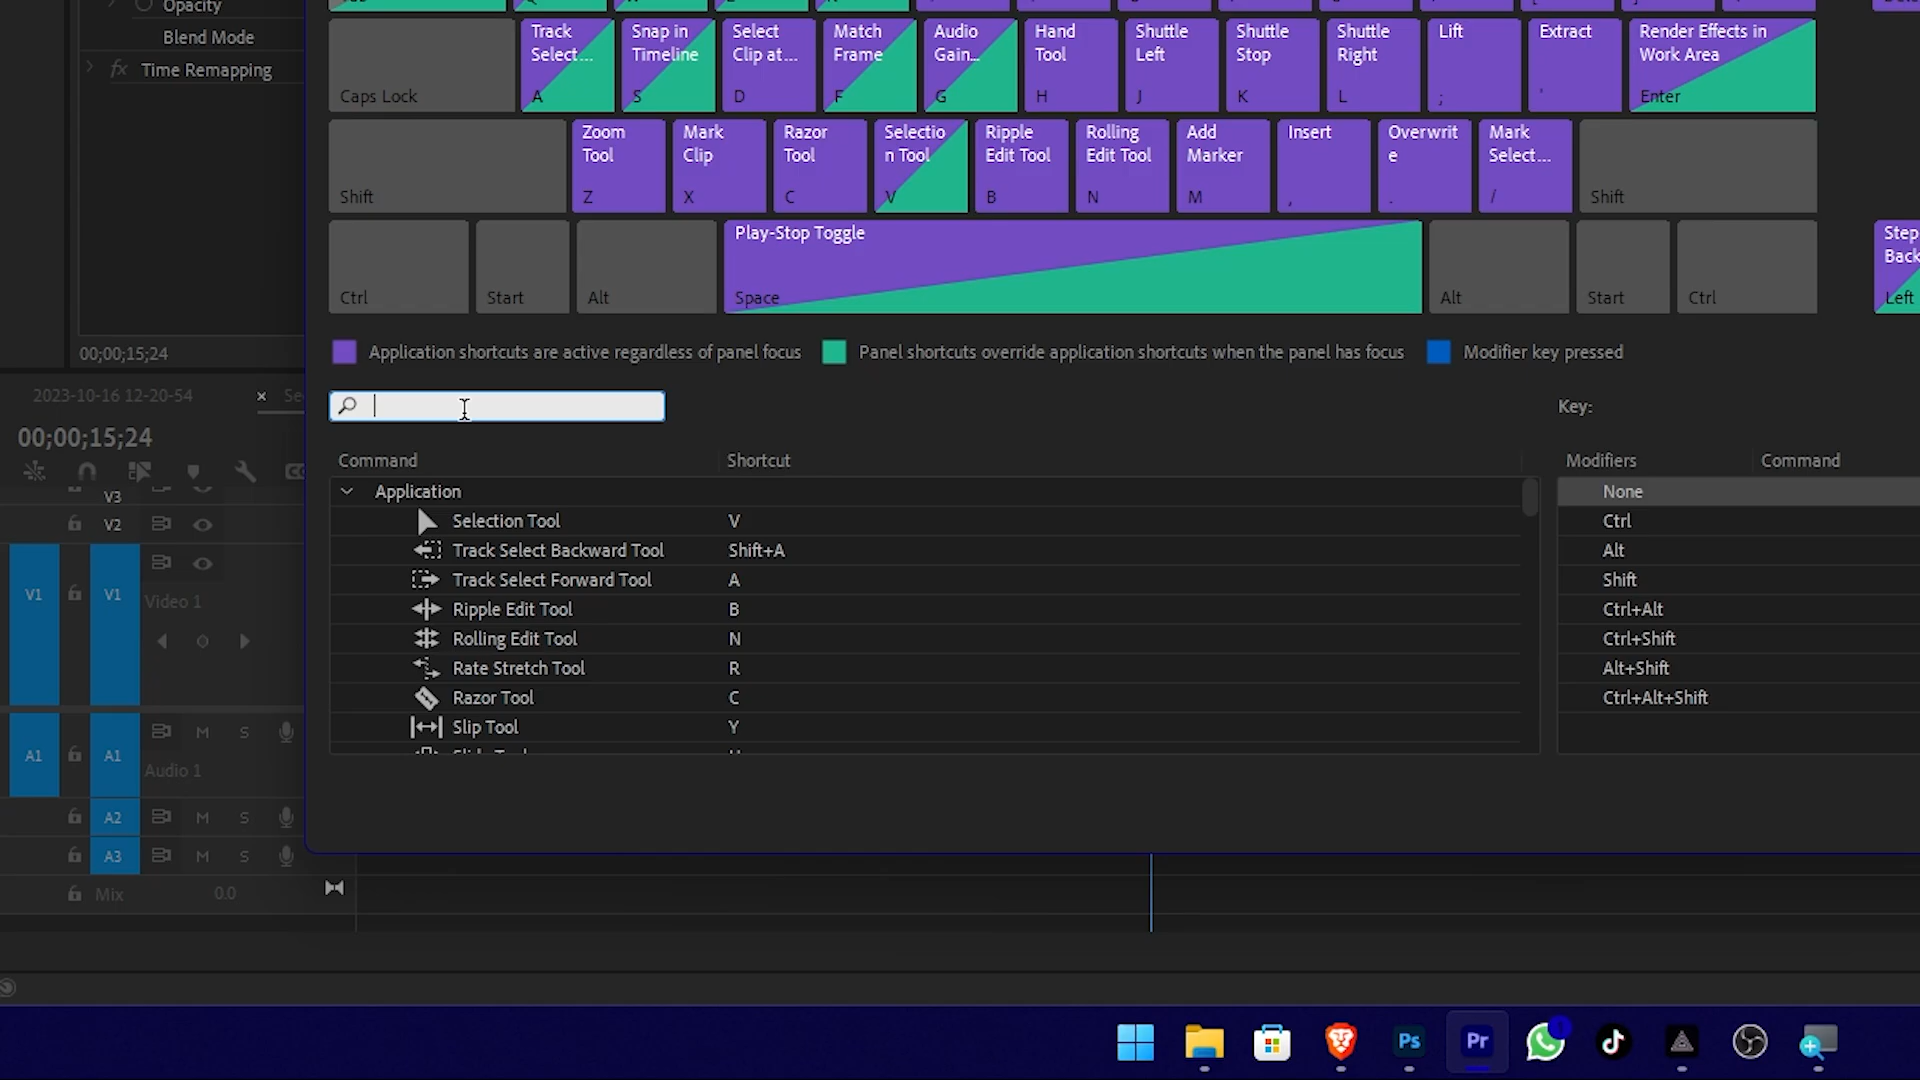 Opacity
Blend Mode
fx Time Remapping
00;00;15;24
Caps Lock
Track Select... A
Snap in Timeline S
Select Clip at... D
Match Frame F
Audio Gain... G
Hand Tool H
Shuttle Left J
Shuttle Stop K
Shuttle Right L
Lift ;
Extract '
Render Effects in Work Area Enter
Shift
Zoom Tool Z
Mark Clip X
Razor Tool C
Selectio n Tool V
Ripple Edit Tool B
Rolling Edit Tool N
Add Marker M
Insert ,
Overwrit e .
Mark Select... /
Shift
Ctrl
Start
Alt
Play-Stop Toggle Space
Alt
Start
Ctrl
Step Back Left
Application shortcuts are active regardless of panel focus
Panel shortcuts override application shortcuts when the panel has focus
Modifier key pressed
2023-10-16 12-20-54 × Se
00;00;15;24
V3
V2
V1 V1 Video 1
A1 A1 M S Audio 1
A2 M S
A3 M S
Mix 0.0
Key:
Command Shortcut
Application
Selection Tool V
Track Select Backward Tool Shift+A
Track Select Forward Tool A
Ripple Edit Tool B
Rolling Edit Tool N
Rate Stretch Tool R
Razor Tool C
Slip Tool Y
Modifiers Command
None
Ctrl
Alt
Shift
Ctrl+Alt
Ctrl+Shift
Alt+Shift
Ctrl+Alt+Shift
Ps
Pr